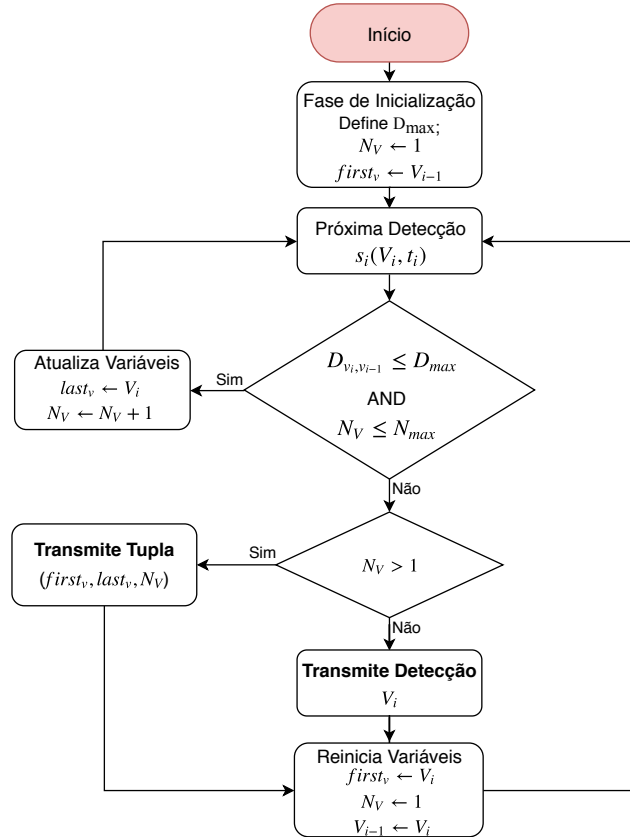 Início
Fase de Inicialização
Define D_max;
N_V ← 1
first_v ← V_{i−1}
Próxima Detecção
s_i(V_i, t_i)
D_{v_i,v_{i−1}} ≤ D_max
AND
N_V ≤ N_max
Sim
Atualiza Variáveis
last_v ← V_i
N_V ← N_V + 1
Não
N_V > 1
Sim
Transmite Tupla
(first_v, last_v, N_V)
Não
Transmite Detecção
V_i
Reinicia Variáveis
first_v ← V_i
N_V ← 1
V_{i−1} ← V_i